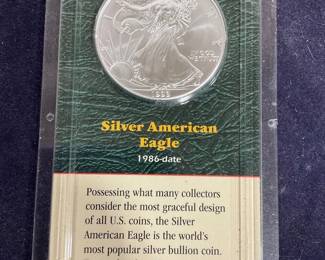 Silver American
Eagle
1986-date
Possessing what many collectors
consider the most graceful design
of all U.S. coins, the Silver
American Eagle is the world's
most popular silver bullion coin.